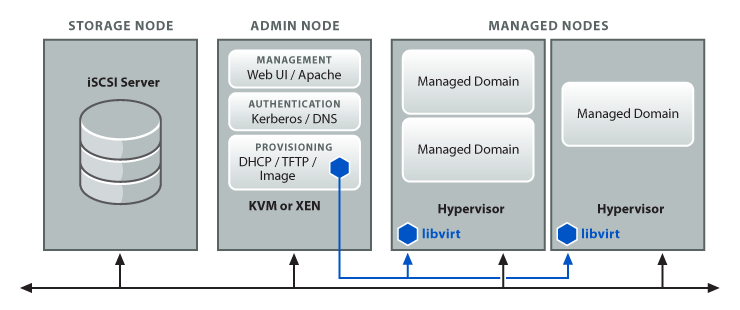 STORAGE NODE
ADMIN NODE
MANAGED NODES
iSCSI Server
MANAGEMENT
Web UI / Apache
AUTHENTICATION
Kerberos / DNS
PROVISIONING
DHCP / TFTP /
Image
KVM or XEN
Managed Domain
Managed Domain
Hypervisor
libvirt
Managed Domain
Hypervisor
libvirt